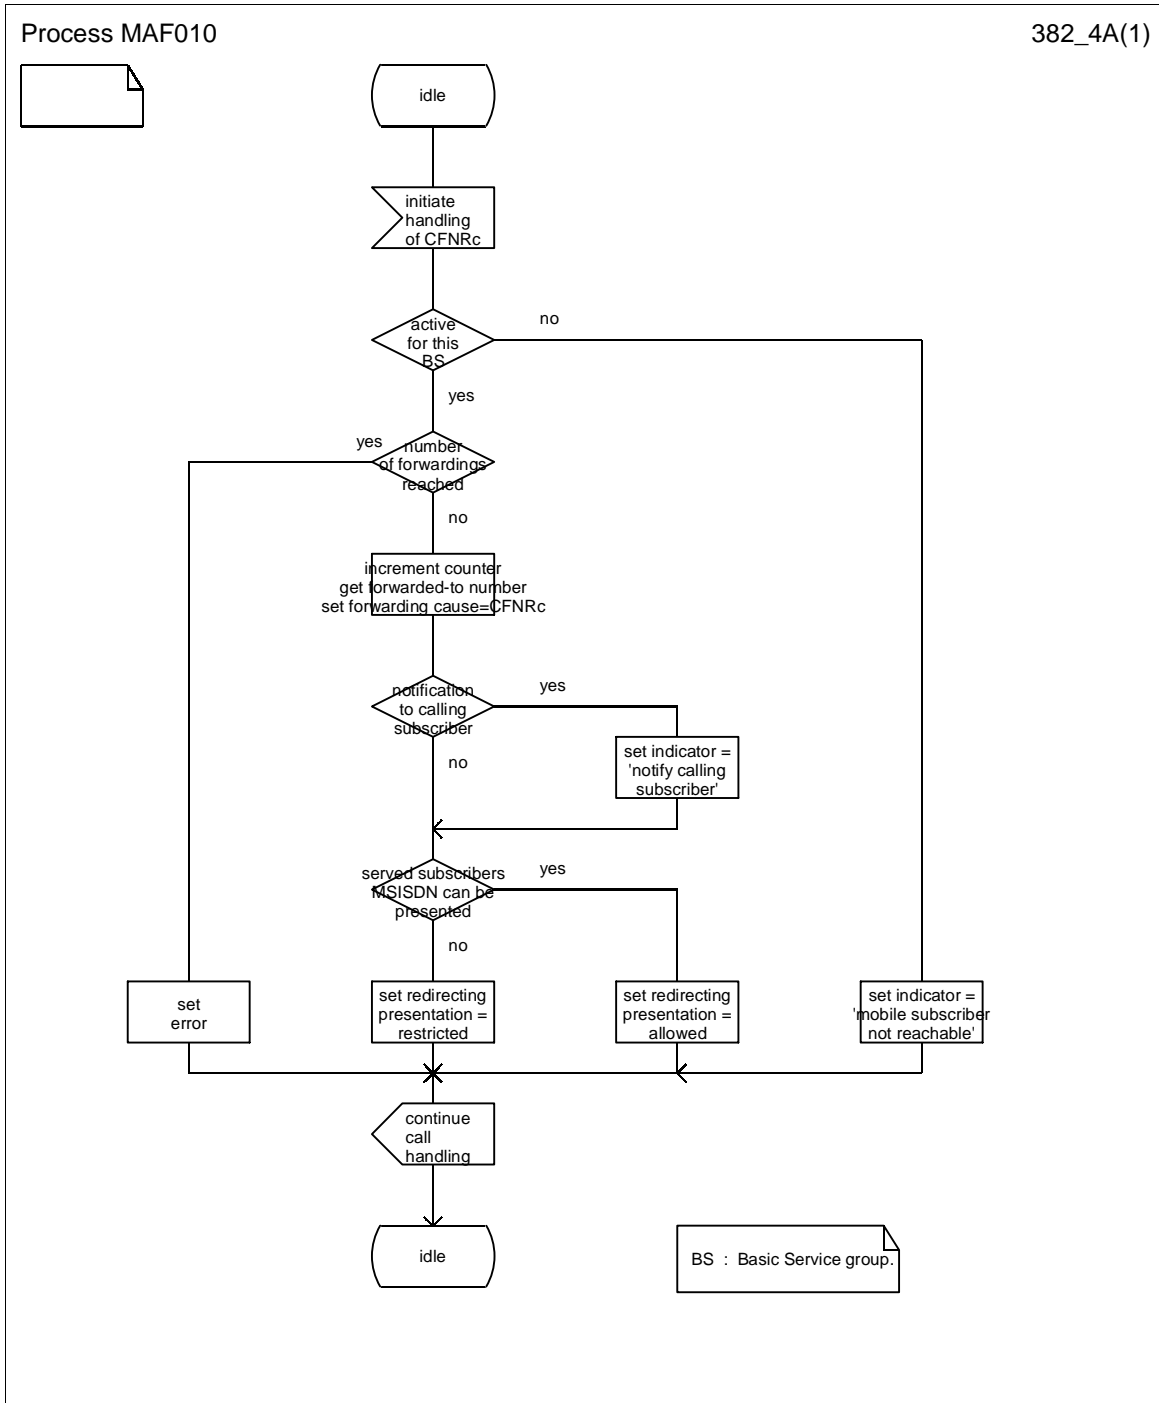 Process MAF010
382_4A(1)
idle
initiate
handling
of CFNRc
active
for this
BS
no
yes
number
of forwardings
reached
yes
no
increment counter
get forwarded-to number
set forwarding cause=CFNRc
notification
to calling
subscriber
yes
no
set indicator =
'notify calling
subscriber'
served subscribers
MSISDN can be
presented
yes
no
set
error
set redirecting
presentation =
restricted
set redirecting
presentation =
allowed
set indicator =
'mobile subscriber
not reachable'
continue
call
handling
idle
BS : Basic Service group.